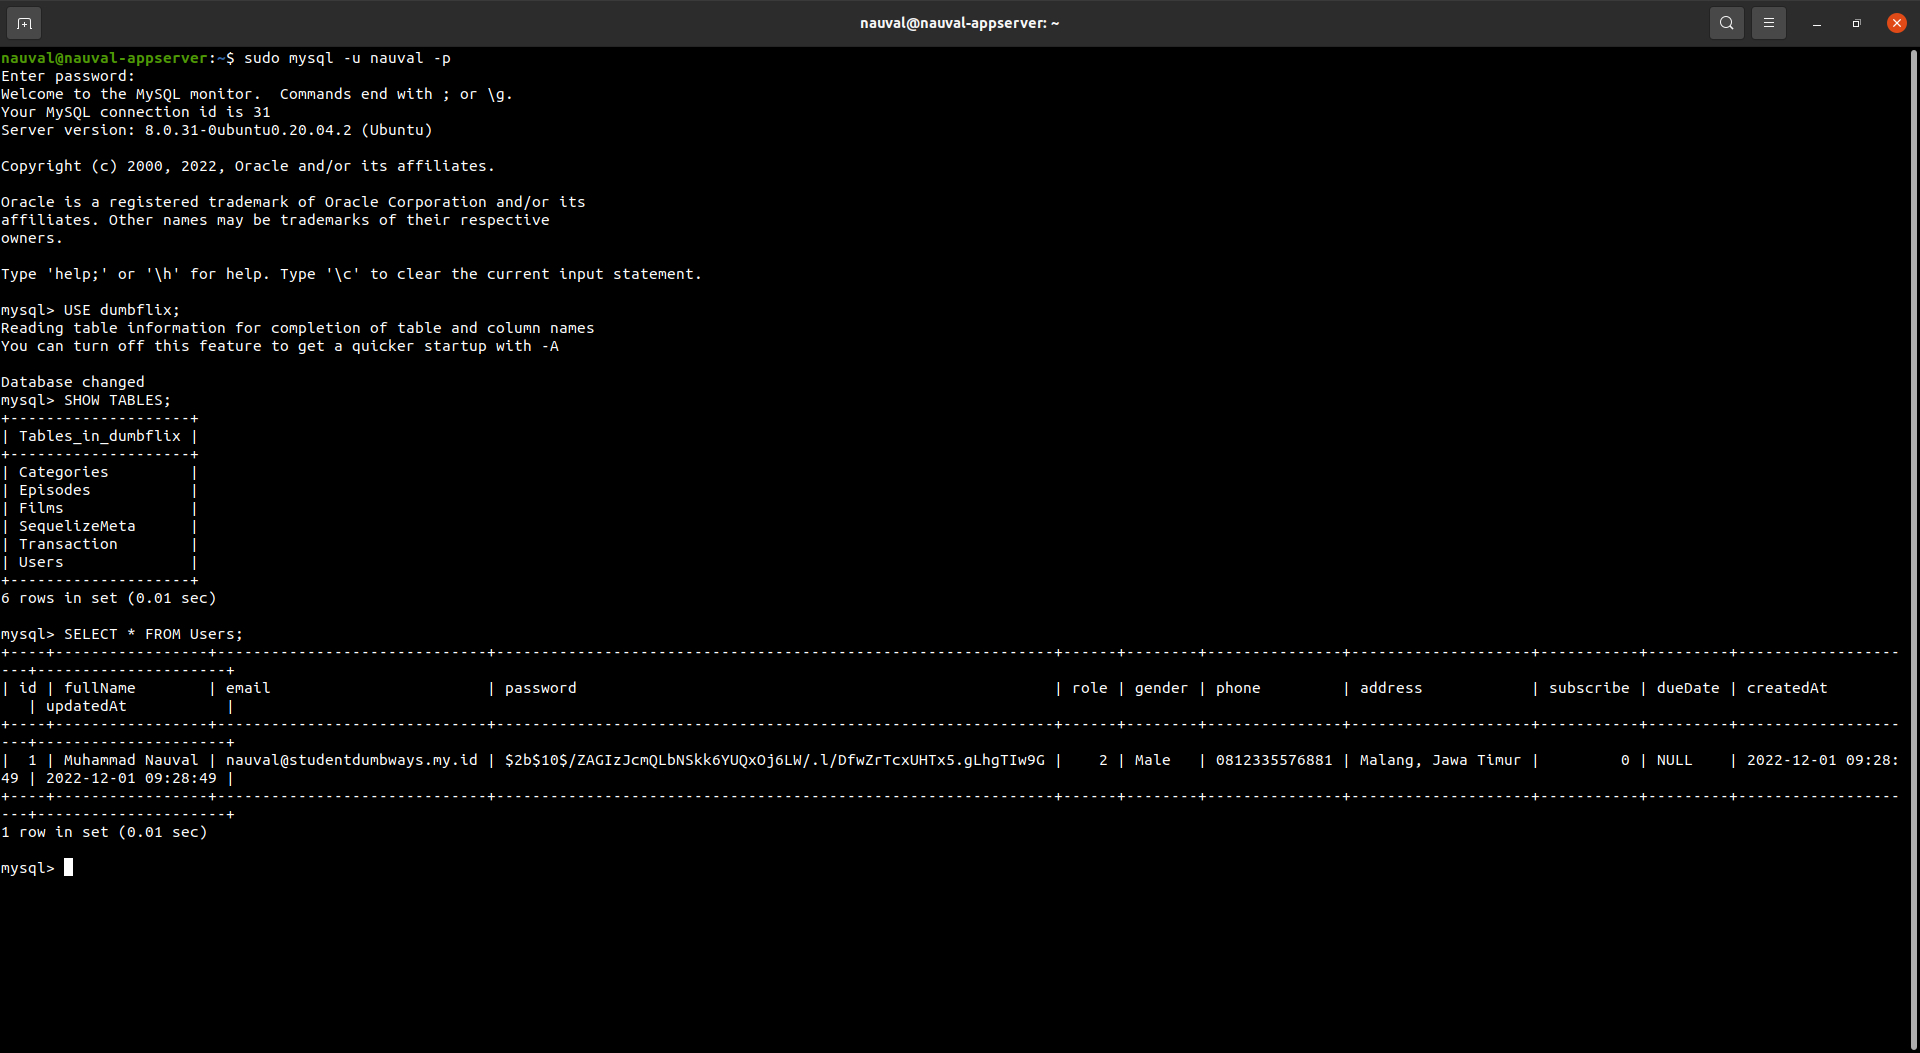 nauval@nauval-appserver: ~
nauval@nauval-appserver:~$ sudo mysql -u nauval -p
Enter password:
Welcome to the MySQL monitor.  Commands end with ; or \g.
Your MySQL connection id is 31
Server version: 8.0.31-0ubuntu0.20.04.2 (Ubuntu)

Copyright (c) 2000, 2022, Oracle and/or its affiliates.

Oracle is a registered trademark of Oracle Corporation and/or its
affiliates. Other names may be trademarks of their respective
owners.

Type 'help;' or '\h' for help. Type '\c' to clear the current input statement.

mysql> USE dumbflix;
Reading table information for completion of table and column names
You can turn off this feature to get a quicker startup with -A

Database changed
mysql> SHOW TABLES;
+--------------------+
| Tables_in_dumbflix |
+--------------------+
| Categories         |
| Episodes           |
| Films              |
| SequelizeMeta      |
| Transaction        |
| Users              |
+--------------------+
6 rows in set (0.01 sec)

mysql> SELECT * FROM Users;
+----+-----------------+------------------------------+--------------------------------------------------------------+------+--------+---------------+--------------------+-----------+---------+------------------
---+---------------------+
| id | fullName        | email                        | password                                                     | role | gender | phone         | address            | subscribe | dueDate | createdAt
   | updatedAt           |
+----+-----------------+------------------------------+--------------------------------------------------------------+------+--------+---------------+--------------------+-----------+---------+------------------
---+---------------------+
|  1 | Muhammad Nauval | nauval@studentdumbways.my.id | $2b$10$/ZAGIzJcmQLbNSkk6YUQxOj6LW/.l/DfwZrTcxUHTx5.gLhgTIw9G |    2 | Male   | 0812335576881 | Malang, Jawa Timur |         0 | NULL    | 2022-12-01 09:28:
49 | 2022-12-01 09:28:49 |
+----+-----------------+------------------------------+--------------------------------------------------------------+------+--------+---------------+--------------------+-----------+---------+------------------
---+---------------------+
1 row in set (0.01 sec)

mysql>